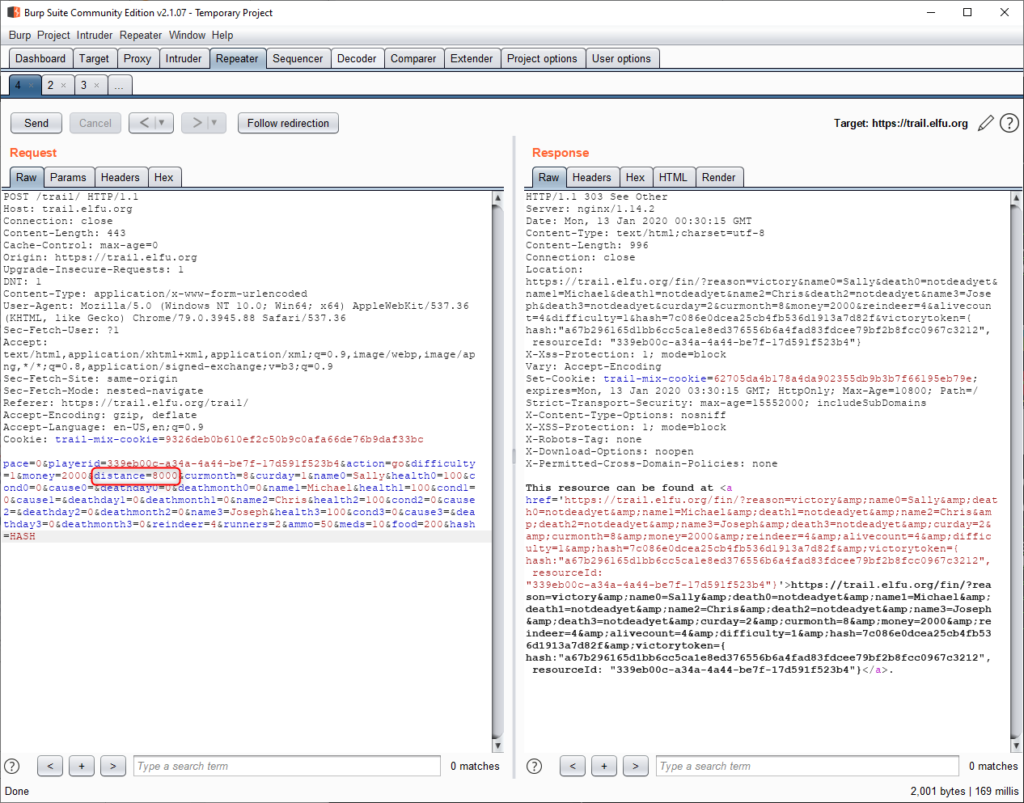 Burp Suite Community Edition v2.1.07 - Temporary Project
Burp Project Intruder Repeater Window Help
Dashboard Target Proxy Intruder Repeater Sequencer Decoder Comparer Extender Project options User options
4 × 2 × 3 × ...
Send Cancel < ▼ > ▼ Follow redirection Target: https://trail.elfu.org ?
Request
Raw Params Headers Hex
POST /trail/ HTTP/1.1
Host: trail.elfu.org
Connection: close
Content-Length: 443
Cache-Control: max-age=0
Origin: https://trail.elfu.org
Upgrade-Insecure-Requests: 1
DNT: 1
Content-Type: application/x-www-form-urlencoded
User-Agent: Mozilla/5.0 (Windows NT 10.0; Win64; x64) AppleWebKit/537.36
(KHTML, like Gecko) Chrome/79.0.3945.88 Safari/537.36
Sec-Fetch-User: ?1
Accept:
text/html,application/xhtml+xml,application/xml;q=0.9,image/webp,image/ap
ng,*/*;q=0.8,application/signed-exchange;v=b3;q=0.9
Sec-Fetch-Site: same-origin
Sec-Fetch-Mode: nested-navigate
Referer: https://trail.elfu.org/trail/
Accept-Encoding: gzip, deflate
Accept-Language: en-US,en;q=0.9
Cookie: trail-mix-cookie=9326deb0b610ef2c50b9c0afa66de76b9daf33bc
pace=0&playerid=339eb00c-a34a-4a44-be7f-17d591f523b4&action=go&difficulty
=1&money=2000&distance=8000&curmonth=8&curday=1&name0=Sally&health0=100&c
ond0=0&cause0=&deathday0=0&deathmonth0=0&name1=Michael&health1=100&cond1=
0&cause1=&deathday1=0&deathmonth1=0&name2=Chris&health2=100&cond2=0&cause
2=&deathday2=0&deathmonth2=0&name3=Joseph&health3=100&cond3=0&cause3=&dea
thday3=0&deathmonth3=0&reindeer=4&runners=2&ammo=50&meds=10&food=200&hash
=HASH
? < + > Type a search term 0 matches
Response
Raw Headers Hex HTML Render
HTTP/1.1 303 See Other
Server: nginx/1.14.2
Date: Mon, 13 Jan 2020 00:30:15 GMT
Content-Type: text/html;charset=utf-8
Content-Length: 996
Connection: close
Location:
https://trail.elfu.org/fin/?reason=victory&name0=Sally&death0=notdeadyet&
name1=Michael&death1=notdeadyet&name2=Chris&death2=notdeadyet&name3=Jose
ph&death3=notdeadyet&curday=2&curmonth=8&money=2000&reindeer=4&alivecoun
t=4&difficulty=1&hash=7c086e0dcea25cb4fb536d1913a7d82f&victorytoken={
hash:"a67b296165d1bb6cc5ca1e8ed376556b6a4fad83fdcee79bf2b8fcc0967c3212",
resourceId: "339eb00c-a34a-4a44-be7f-17d591f523b4"}
X-Xss-Protection: 1; mode=block
Vary: Accept-Encoding
Set-Cookie: trail-mix-cookie=62705da4b178a4da902355db9b3b7f66195eb79e;
expires=Mon, 13 Jan 2020 03:30:15 GMT; HttpOnly; Max-Age=10800; Path=/
Strict-Transport-Security: max-age=15552000; includeSubDomains
X-Content-Type-Options: nosniff
X-XSS-Protection: 1; mode=block
X-Robots-Tag: none
X-Download-Options: noopen
X-Permitted-Cross-Domain-Policies: none
This resource can be found at <a
href='https://trail.elfu.org/fin/?reason=victory&amp;name0=Sally&amp;deat
h0=notdeadyet&amp;name1=Michael&amp;death1=notdeadyet&amp;name2=Chris&am
p;death2=notdeadyet&amp;name3=Joseph&amp;death3=notdeadyet&amp;curday=2&a
mp;curmonth=8&amp;money=2000&amp;reindeer=4&amp;alivecount=4&amp;difficu
lty=1&amp;hash=7c086e0dcea25cb4fb536d1913a7d82f&amp;victorytoken={
hash:"a67b296165d1bb6cc5ca1e8ed376556b6a4fad83fdcee79bf2b8fcc0967c3212",
resourceId:
"339eb00c-a34a-4a44-be7f-17d591f523b4"}'>https://trail.elfu.org/fin/?rea
son=victory&amp;name0=Sally&amp;death0=notdeadyet&amp;name1=Michael&amp;
death1=notdeadyet&amp;name2=Chris&amp;death2=notdeadyet&amp;name3=Joseph
&amp;death3=notdeadyet&amp;curday=2&amp;curmonth=8&amp;money=2000&amp;re
indeer=4&amp;alivecount=4&amp;difficulty=1&amp;hash=7c086e0dcea25cb4fb53
6d1913a7d82f&amp;victorytoken={
hash:"a67b296165d1bb6cc5ca1e8ed376556b6a4fad83fdcee79bf2b8fcc0967c3212",
resourceId: "339eb00c-a34a-4a44-be7f-17d591f523b4"}</a>.
? < + > Type a search term 0 matches
Done 2,001 bytes | 169 millis